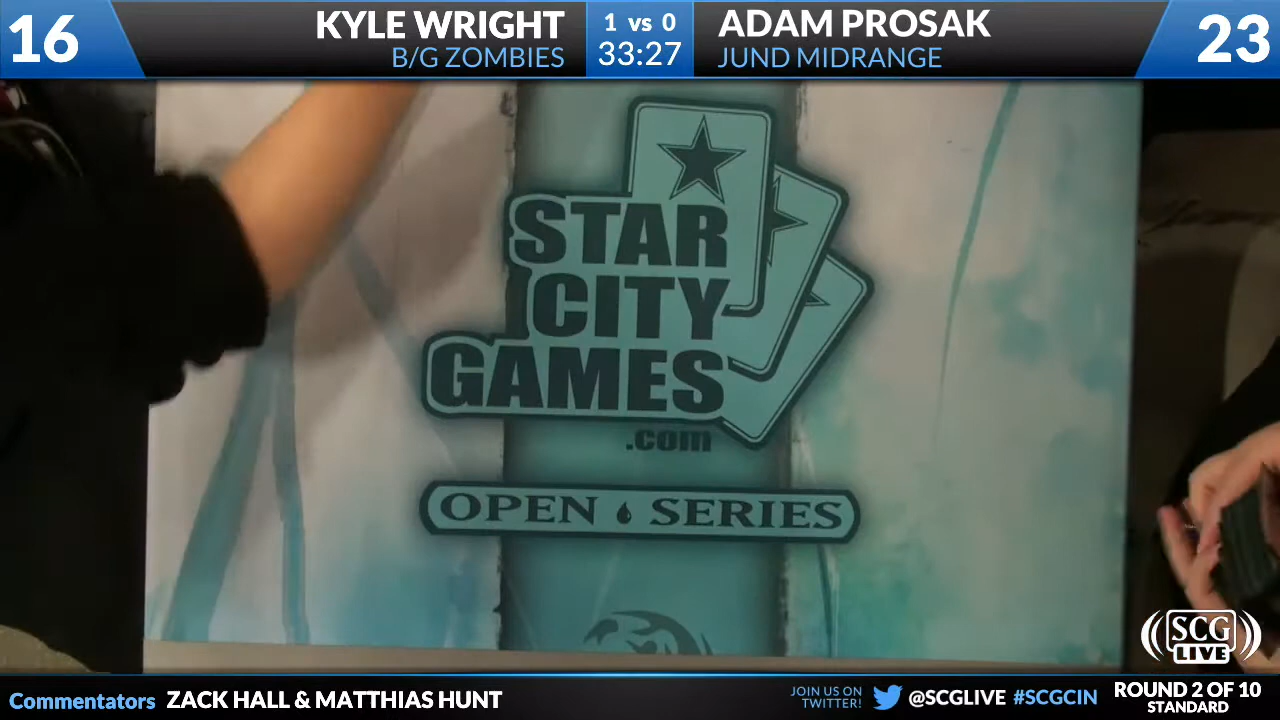 16
KYLE WRIGHT
B/G ZOMBIES
1 vs 0
33:27
ADAM PROSAK
JUND MIDRANGE
23
STAR
CITY
GAMES
.com
OPEN SERIES
SCG
LIVE
Commentators ZACK HALL & MATTHIAS HUNT
JOIN US ON
TWITTER!
@SCGLIVE #SCGCIN
ROUND 2 OF 10
STANDARD